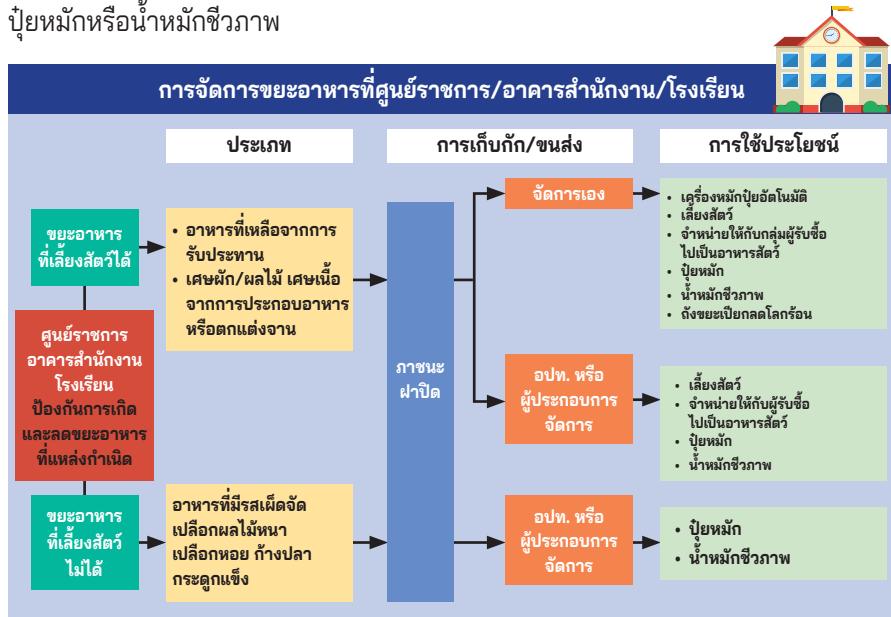 ปุ๋ยหมักหรือน้ำหมักชีวภาพ
การจัดการขยะอาหารที่ศูนย์ราชการ/อาคารสำนักงาน/โรงเรียน
ประเภท
การเก็บกัก/ขนส่ง
การใช้ประโยชน์
ขยะอาหาร
ที่เลี้ยงสัตว์ได้
• อาหารที่เหลือจากการ
รับประทาน
• เศษผัก/ผลไม้ เศษเนื้อ
จากการประกอบอาหาร
หรือตกแต่งจาน
ศูนย์ราชการ
อาคารสำนักงาน
โรงเรียน
ป้องกันการเกิด
และลดขยะอาหาร
ที่แหล่งกำเนิด
ขยะอาหาร
ที่เลี้ยงสัตว์
ไม่ได้
อาหารที่มีรสเผ็ดจัด
เปลือกผลไม้หนา
เปลือกหอย ก้างปลา
กระดูกแข็ง
ภาชนะ
ฝาปิด
จัดการเอง
• เครื่องหมักปุ๋ยอัตโนมัติ
• เลี้ยงสัตว์
• จำหน่ายให้กับกลุ่มผู้รับซื้อ
ไปเป็นอาหารสัตว์
• ปุ๋ยหมัก
• น้ำหมักชีวภาพ
• ถังขยะเปียกลดโลกร้อน
อปท. หรือ
ผู้ประกอบการ
จัดการ
• เลี้ยงสัตว์
• จำหน่ายให้กับผู้รับซื้อ
ไปเป็นอาหารสัตว์
• ปุ๋ยหมัก
• น้ำหมักชีวภาพ
อปท. หรือ
ผู้ประกอบการ
จัดการ
• ปุ๋ยหมัก
• น้ำหมักชีวภาพ